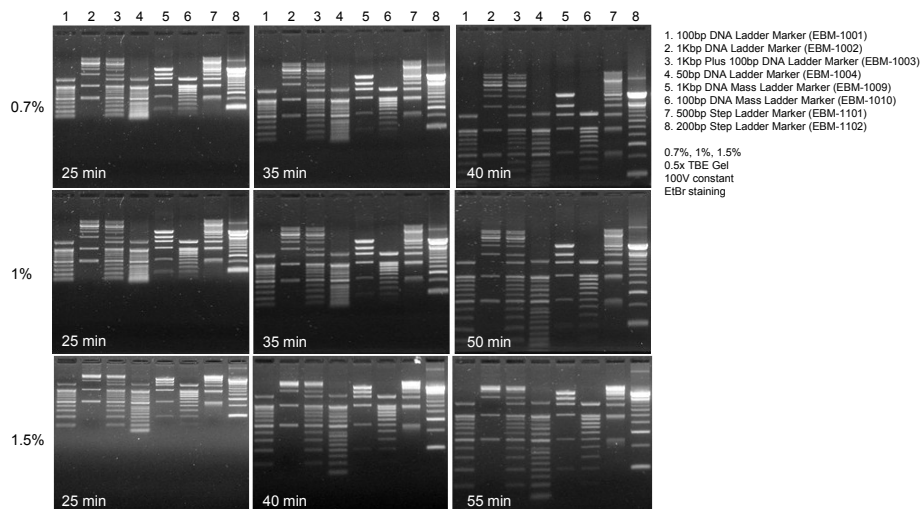 1 2 3 4 5 6 7 8 1 2 3 4 5 6 7 8 1 2 3 4 5 6 7 8
1. 100bp DNA Ladder Marker (EBM-1001)
2. 1Kbp DNA Ladder Marker (EBM-1002)
3. 1Kbp Plus 100bp DNA Ladder Marker (EBM-1003)
4. 50bp DNA Ladder Marker (EBM-1004)
5. 1Kbp DNA Mass Ladder Marker (EBM-1009)
6. 100bp DNA Mass Ladder Marker (EBM-1010)
7. 500bp Step Ladder Marker (EBM-1101)
8. 200bp Step Ladder Marker (EBM-1102)
0.7%, 1%, 1.5%
0.5x TBE Gel
100V constant
EtBr staining
0.7%
25 min 35 min 40 min
1%
25 min 35 min 50 min
1.5%
25 min 40 min 55 min